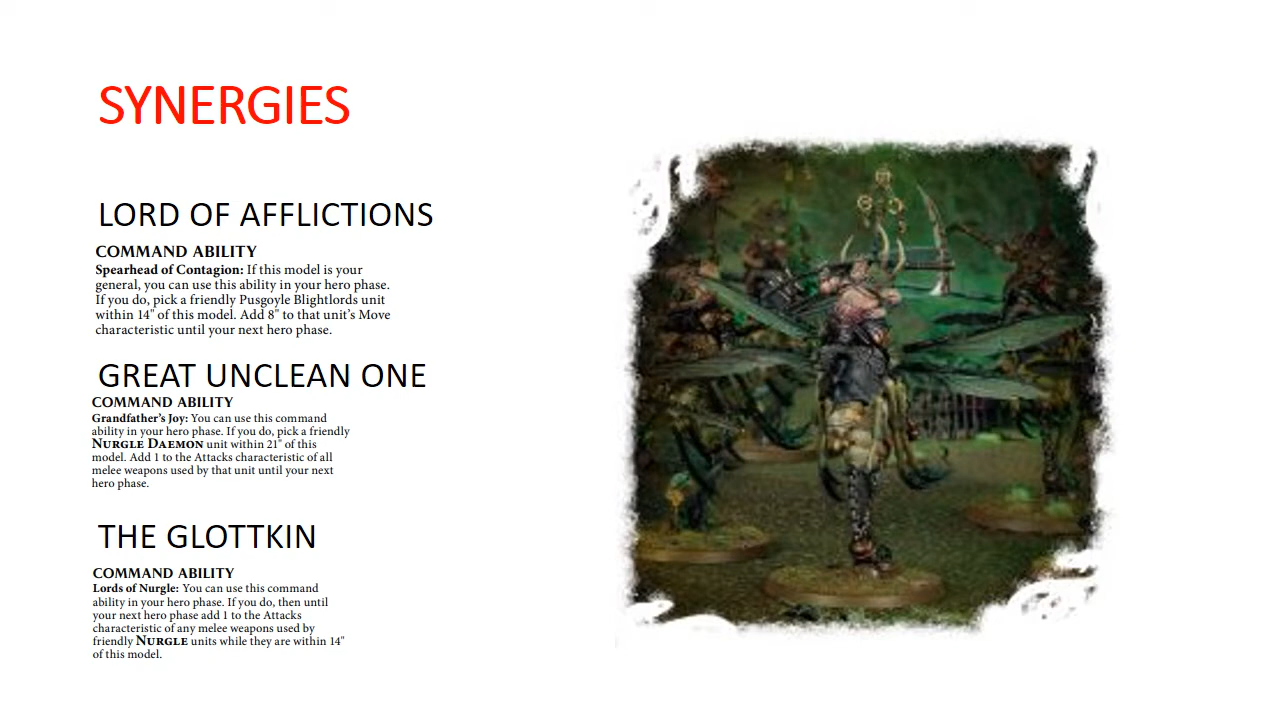 SYNERGIES
LORD OF AFFLICTIONS
COMMAND ABILITY
Spearhead of Contagion: If this model is your
general, you can use this ability in your hero phase.
If you do, pick a friendly Pusgoyle Blightlords unit
within 14" of this model. Add 8" to that unit's Move
characteristic until your next hero phase.
GREAT UNCLEAN ONE
COMMAND ABILITY
Grandfather's Joy: You can use this command
ability in your hero phase. If you do, pick a friendly
NURGLE DAEMON unit within 21" of this
model. Add 1 to the Attacks characteristic of all
melee weapons used by that unit until your next
hero phase.
THE GLOTTKIN
COMMAND ABILITY
Lords of Nurgle: You can use this command
ability in your hero phase. If you do, then until
your next hero phase add 1 to the Attacks
characteristic of any melee weapons used by
friendly NURGLE units while they are within 14"
of this model.